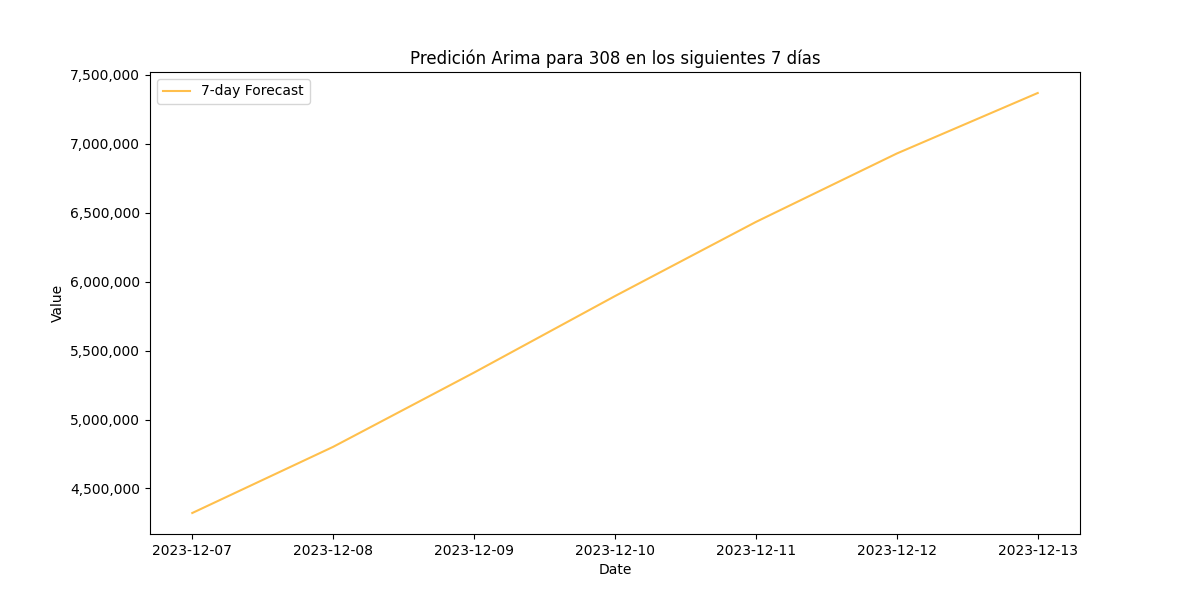 Predición Arima para 308 en los siguientes 7 días
7-day Forecast
Value
7,500,000
7,000,000
6,500,000
6,000,000
5,500,000
5,000,000
4,500,000
2023-12-07 2023-12-08 2023-12-09 2023-12-10 2023-12-11 2023-12-12 2023-12-13
Date